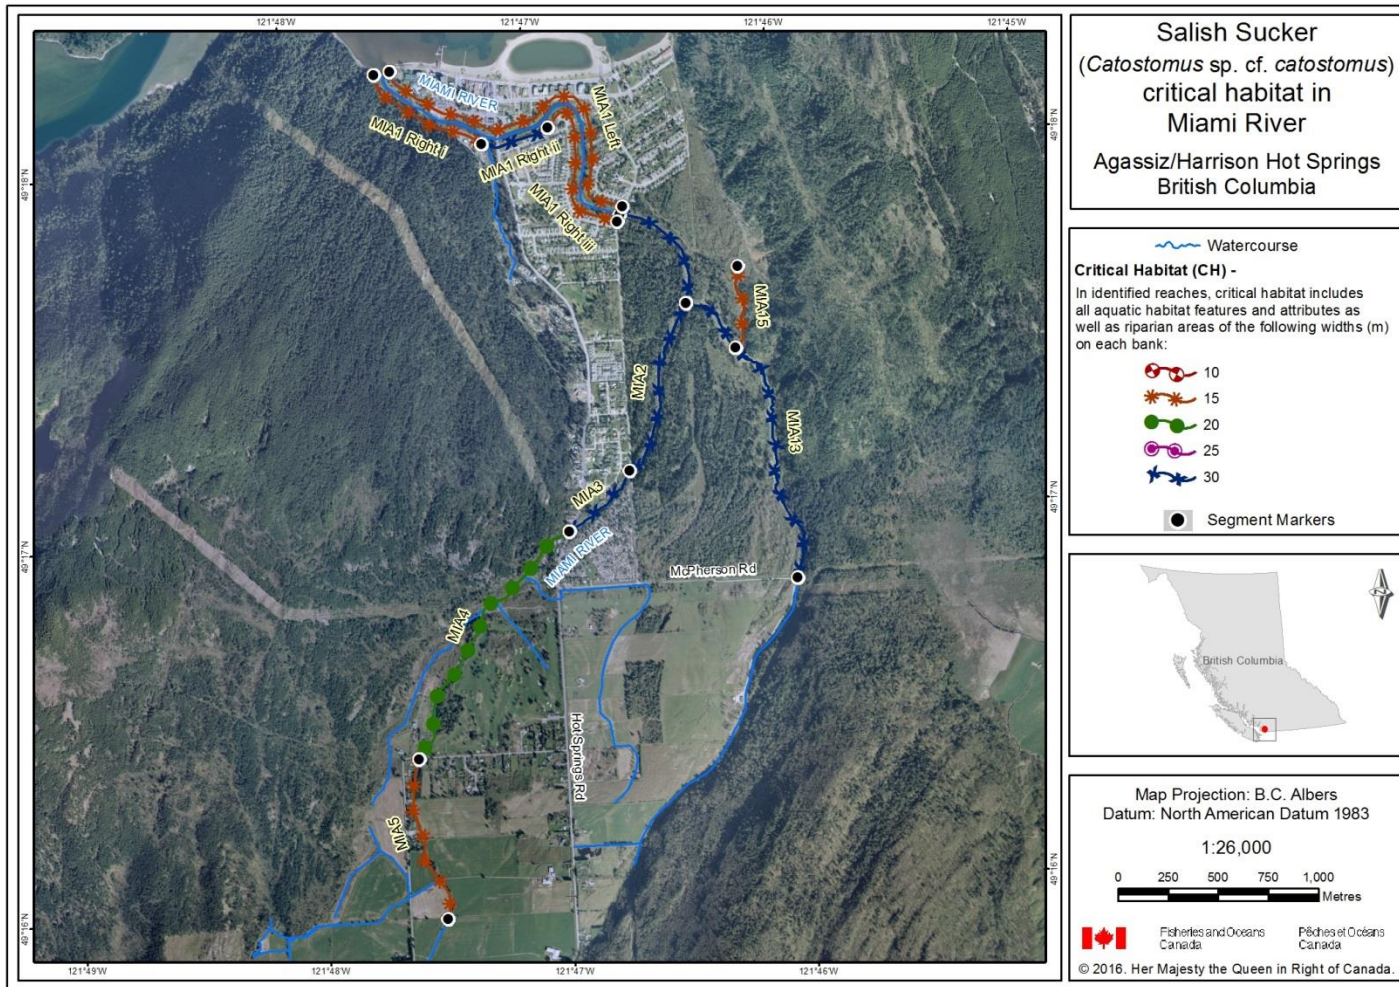 Salish Sucker
(Catostomus sp. cf. catostomus)
critical habitat in
Miami River
Agassiz/Harrison Hot Springs
British Columbia
Watercourse
Critical Habitat (CH) -
In identified reaches, critical habitat includes
all aquatic habitat features and attributes as
well as riparian areas of the following widths (m)
on each bank:
10
15
20
25
30
Segment Markers
British Columbia
Map Projection: B.C. Albers
Datum: North American Datum 1983
1:26,000
0 250 500 750 1,000
Metres
Fisheries and Oceans
Canada
Pêches et Océans
Canada
© 2016. Her Majesty the Queen in Right of Canada.
121°48'W
121°47'W
121°46'W
121°45'W
49°18'N
49°18'N
49°17'N
49°17'N
49°16'N
49°16'N
121°49'W
121°48'W
121°47'W
121°46'W
MIAMI RIVER
MIA1 Right i
MIA1 Right ii
MIA1 Left
MIA1 Right iii
MIA15
MIA2
MIA13
MIA3
MIAMI RIVER
McPherson Rd
MIA4
Hot Springs Rd
MIA5